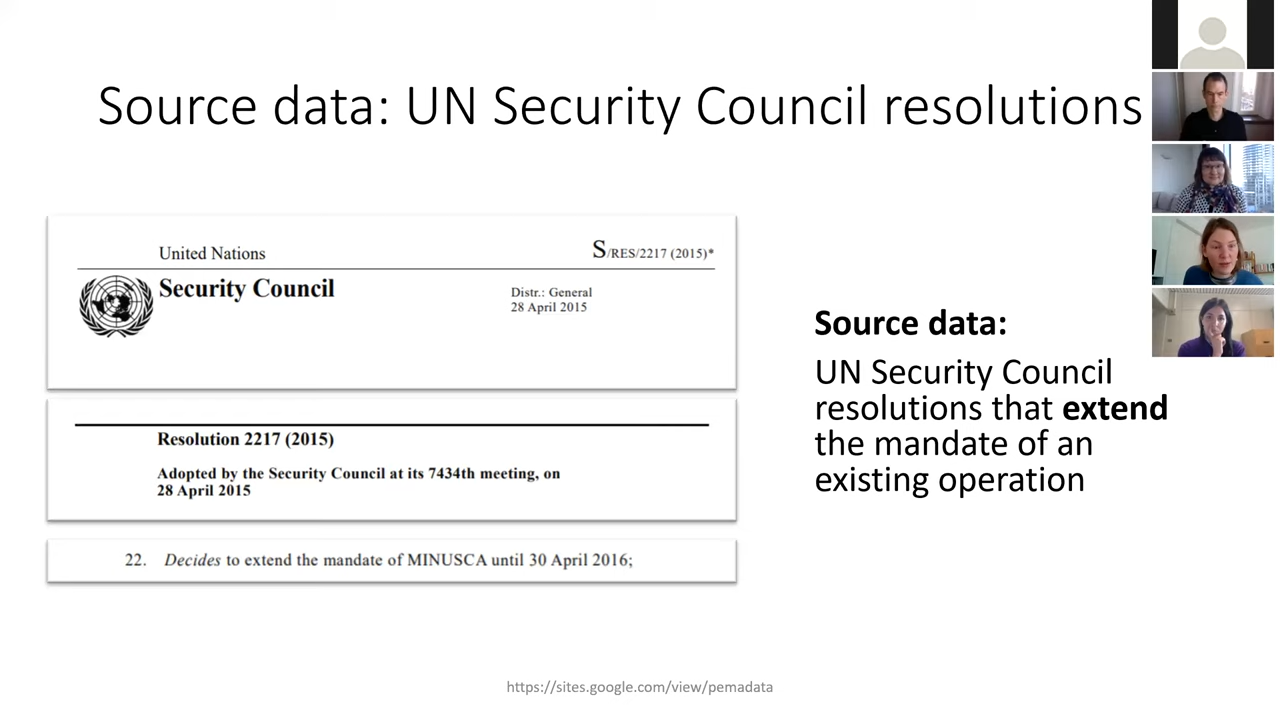 Source data: UN Security Council resolutions
United Nations
S/RES/2217 (2015)*
Security Council
Distr.: General
28 April 2015
Resolution 2217 (2015)
Adopted by the Security Council at its 7434th meeting, on
28 April 2015
22. Decides to extend the mandate of MINUSCA until 30 April 2016;
Source data:
UN Security Council
resolutions that extend
the mandate of an
existing operation
https://sites.google.com/view/pemadata